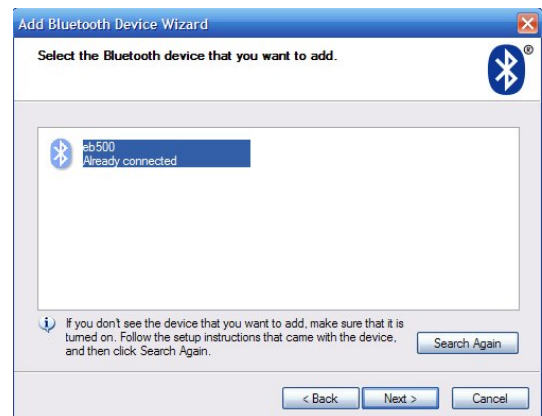 Add Bluetooth Device Wizard
Select the Bluetooth device that you want to add.
®
eb500
Already connected
If you don't see the device that you want to add, make sure that it is
turned on. Follow the setup instructions that came with the device,
and then click Search Again.
Search Again
< Back
Next >
Cancel